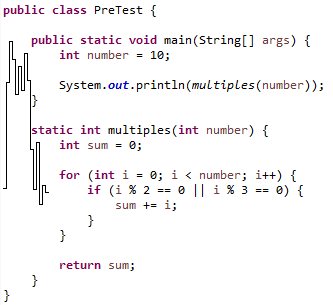 public class PreTest {
public static void main(String[] args) {
int number = 10;
System.out.println(multiples(number));
}
static int multiples(int number) {
int sum = 0;
for (int i = 0; i < number; i++) {
if (i % 2 == 0 || i % 3 == 0) {
sum += i;
}
}
return sum;
}
}